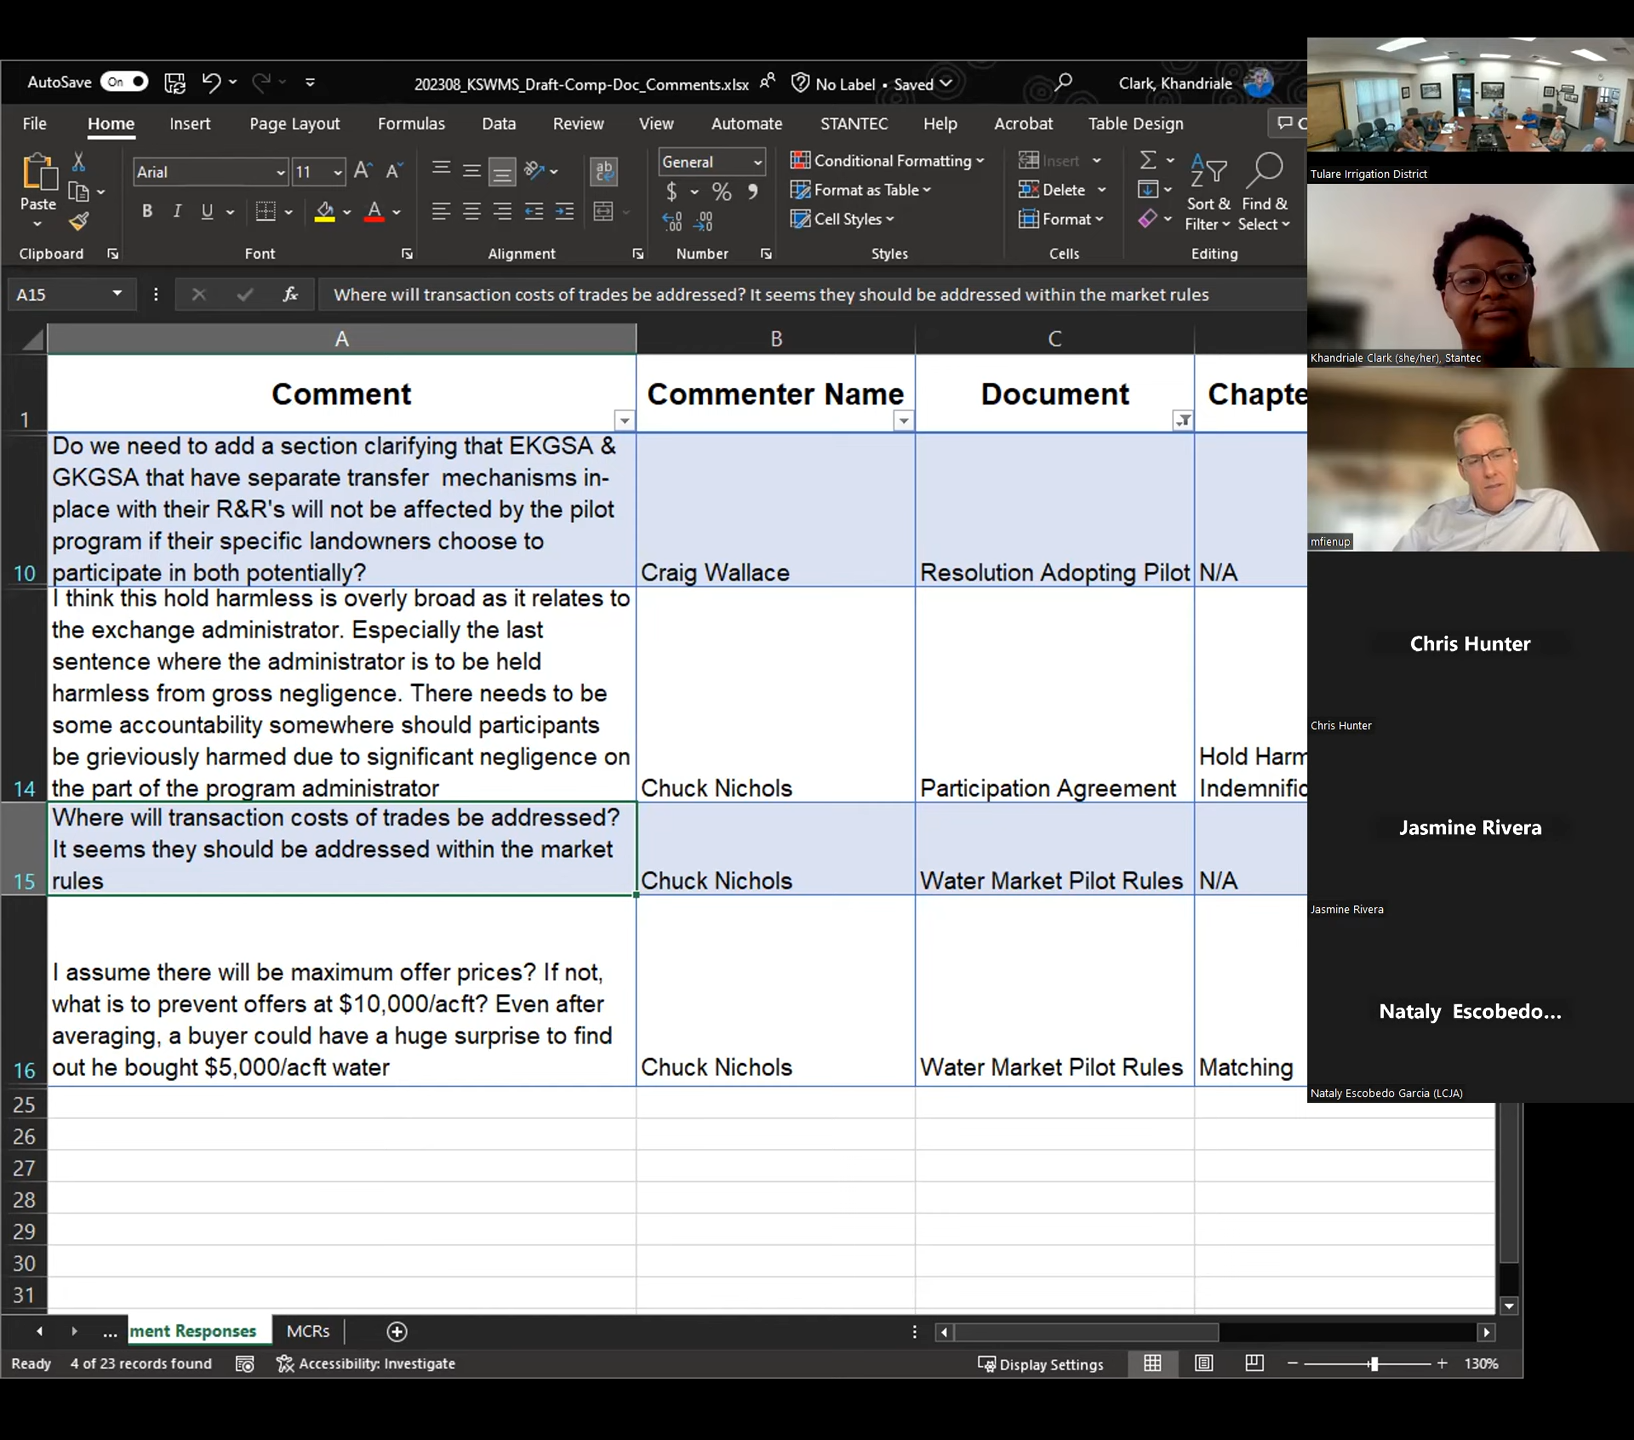 AutoSave On 202308_KSWMS_Draft-Comp-Doc_Comments.xlsx No Label • Saved Clark, Khandriale
File Home Insert Page Layout Formulas Data Review View Automate STANTEC Help Acrobat Table Design
Paste
Clipboard
Arial 11
B I U
Font
Alignment
General
$ % 9
Number
Conditional Formatting
Format as Table
Cell Styles
Styles
Insert
Delete
Format
Cells
Sort & Filter
Find & Select
Editing
A15 fx Where will transaction costs of trades be addressed? It seems they should be addressed within the market rules
A B C
1 Comment Commenter Name Document Chapte
Do we need to add a section clarifying that EKGSA &
GKGSA that have separate transfer  mechanisms in-
place with their R&R's will not be affected by the pilot
program if their specific landowners choose to
10 participate in both potentially? Craig Wallace Resolution Adopting Pilot N/A
I think this hold harmless is overly broad as it relates to
the exchange administrator. Especially the last
sentence where the administrator is to be held
harmless from gross negligence. There needs to be
some accountability somewhere should participants
be grieviously harmed due to significant negligence on Hold Harm
14 the part of the program administrator Chuck Nichols Participation Agreement Indemnific
Where will transaction costs of trades be addressed?
It seems they should be addressed within the market
15 rules Chuck Nichols Water Market Pilot Rules N/A
I assume there will be maximum offer prices? If not,
what is to prevent offers at $10,000/acft? Even after
averaging, a buyer could have a huge surprise to find
16 out he bought $5,000/acft water Chuck Nichols Water Market Pilot Rules Matching
25
26
27
28
29
30
31
... ment Responses MCRs
Ready 4 of 23 records found Accessibility: Investigate Display Settings 130%
Tulare Irrigation District
Khandriale Clark (she/her), Stantec
mfienup
Chris Hunter
Chris Hunter
Jasmine Rivera
Jasmine Rivera
Nataly  Escobedo...
Nataly Escobedo Garcia (LCJA)